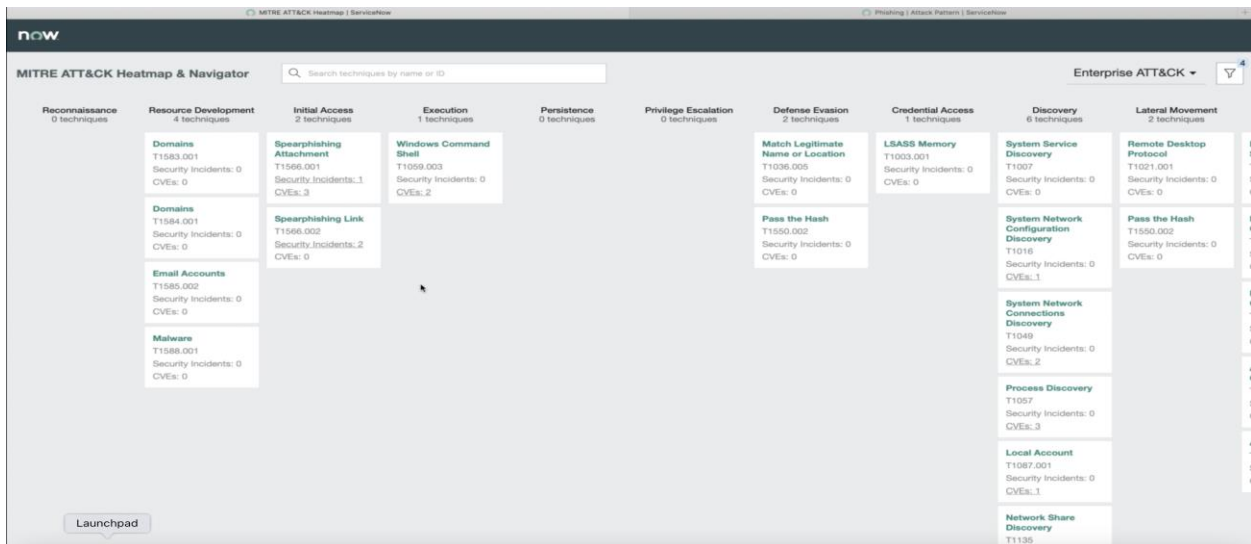 MITRE ATT&CK Heatmap | ServiceNow
Phishing | Attack Pattern | ServiceNow
now
MITRE ATT&CK Heatmap & Navigator
Search techniques by name or ID
Enterprise ATT&CK
4
Reconnaissance
0 techniques
Resource Development
4 techniques
Domains
T1583.001
Security Incidents: 0
CVEs: 0
Domains
T1584.001
Security Incidents: 0
CVEs: 0
Email Accounts
T1585.002
Security Incidents: 0
CVEs: 0
Malware
T1588.001
Security Incidents: 0
CVEs: 0
Initial Access
2 techniques
Spearphishing
Attachment
T1566.001
Security Incidents: 1
CVEs: 3
Spearphishing Link
T1566.002
Security Incidents: 2
CVEs: 0
Execution
1 techniques
Windows Command
Shell
T1059.003
Security Incidents: 0
CVEs: 2
Persistence
0 techniques
Privilege Escalation
0 techniques
Defense Evasion
2 techniques
Match Legitimate
Name or Location
T1036.005
Security Incidents: 0
CVEs: 0
Pass the Hash
T1550.002
Security Incidents: 0
CVEs: 0
Credential Access
1 techniques
LSASS Memory
T1003.001
Security Incidents: 0
CVEs: 0
Discovery
6 techniques
System Service
Discovery
T1007
Security Incidents: 0
CVEs: 0
System Network
Configuration
Discovery
T1016
Security Incidents: 0
CVEs: 1
System Network
Connections
Discovery
T1049
Security Incidents: 0
CVEs: 2
Process Discovery
T1057
Security Incidents: 0
CVEs: 3
Local Account
T1087.001
Security Incidents: 0
CVEs: 1
Network Share
Discovery
T1135
Lateral Movement
2 techniques
Remote Desktop
Protocol
T1021.001
Security Incidents: 0
CVEs: 0
Pass the Hash
T1550.002
Security Incidents: 0
CVEs: 0
Launchpad